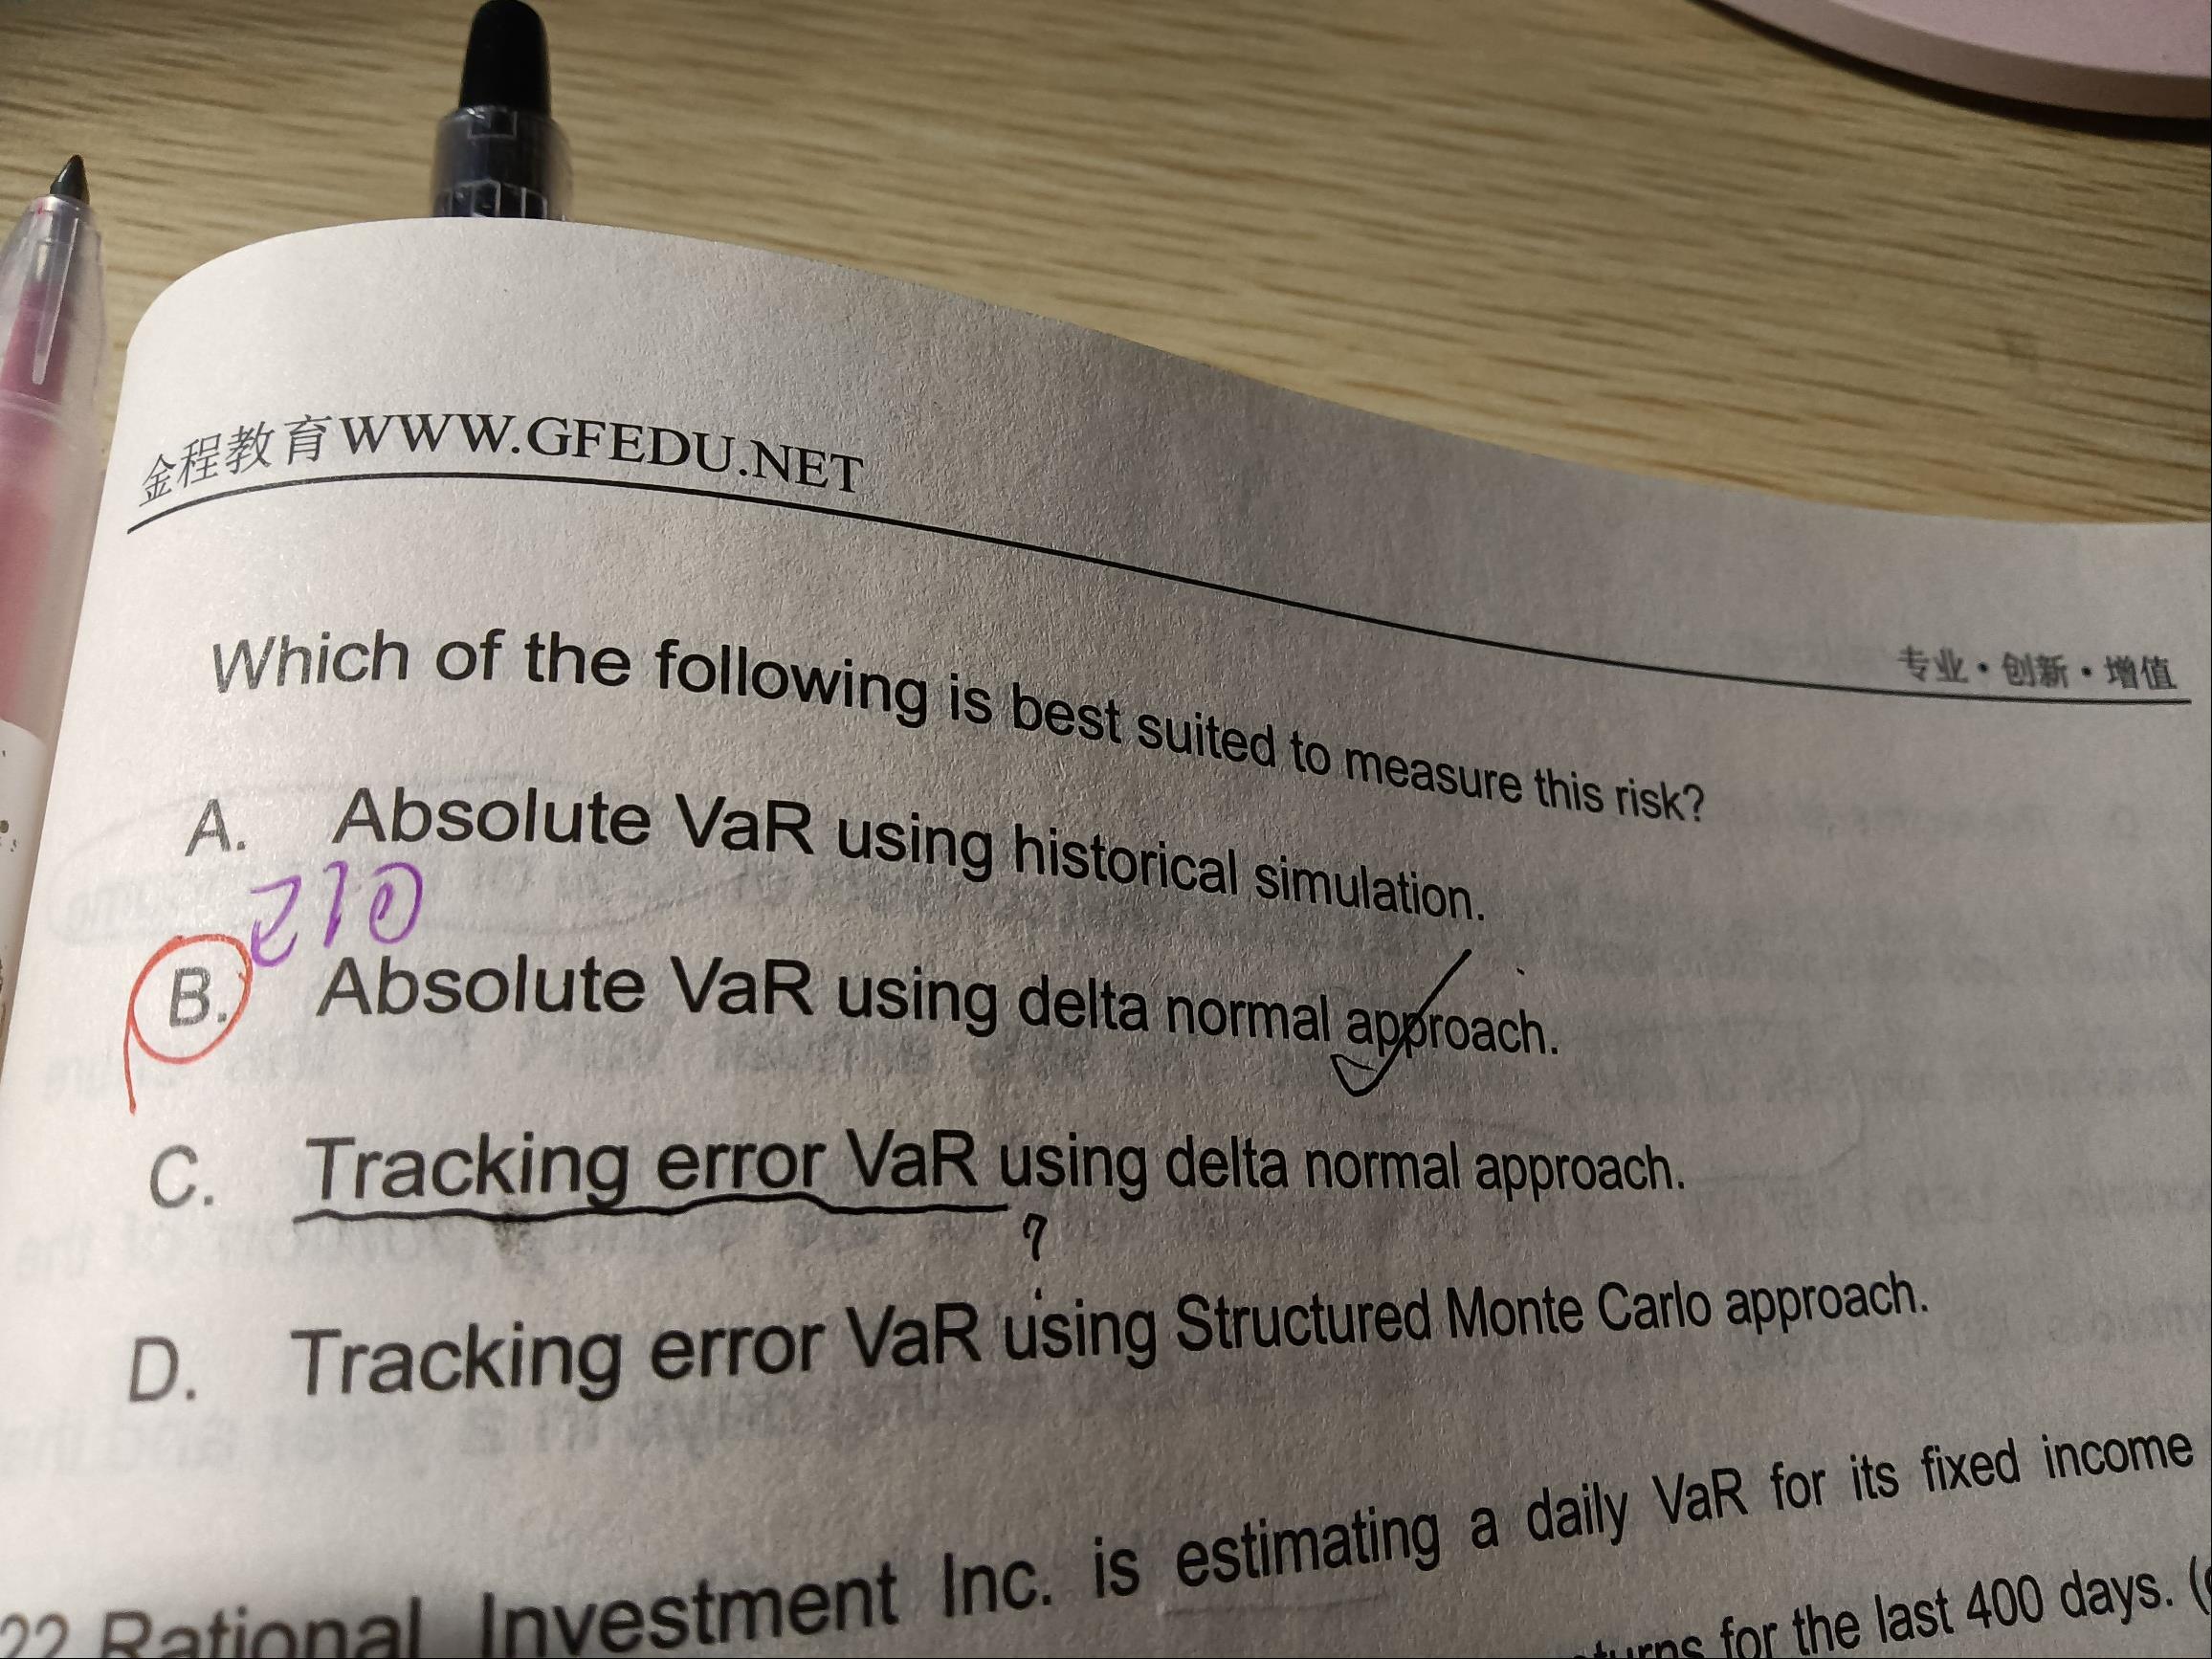 金程教育WWW.GFEDU.NET
专业·创新·增值
Which of the following is best suited to measure this risk?
A. Absolute VaR using historical simulation.
210
B. Absolute VaR using delta normal approach.
C. Tracking error VaR using delta normal approach.
?
D. Tracking error VaR using Structured Monte Carlo approach.
22 Rational Investment Inc. is estimating a daily VaR for its fixed income
for the last 400 days. (